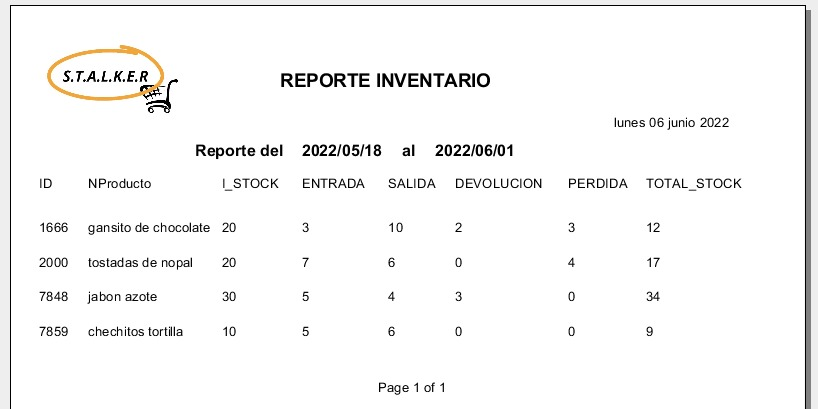 S.T.A.L.K.E.R
REPORTE INVENTARIO
lunes 06 junio 2022
Reporte del 2022/05/18 al 2022/06/01
ID NProducto I_STOCK ENTRADA SALIDA DEVOLUCION PERDIDA TOTAL_STOCK
1666 gansito de chocolate 20 3 10 2 3 12
2000 tostadas de nopal 20 7 6 0 4 17
7848 jabon azote 30 5 4 3 0 34
7859 chechitos tortilla 10 5 6 0 0 9
Page 1 of 1